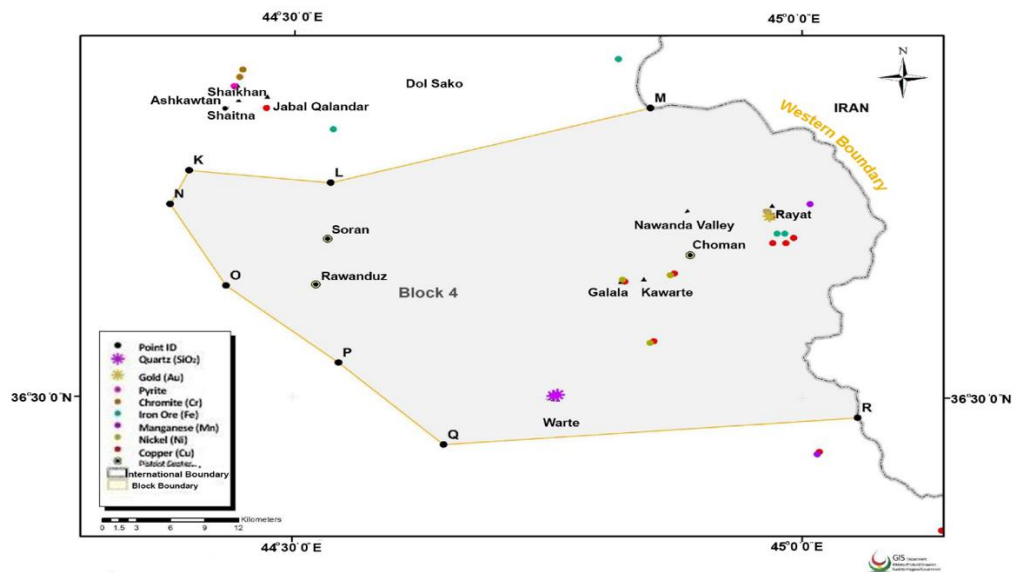 44°30'0"E
45°0'0"E
N
Dol Sako
Shaikhan
Ashkawtan
Shaitna
Jabal Qalandar
M
IRAN
Western Boundary
K
L
N
Rayat
Nawanda Valley
Soran
Choman
O
Rawanduz
Block 4
Galala
Kawarte
P
36°30'0"N
36°30'0"N
Warte
R
Q
Point ID
Quartz (SiO₂)
Gold (Au)
Pyrite
Chromite (Cr)
Iron Ore (Fe)
Manganese (Mn)
Nickel (Ni)
Copper (Cu)
District Center
International Boundary
Block Boundary
Kilometers
0 1.5 3 6 9 12
44°30'0"E
45°0'0"E
GIS Department